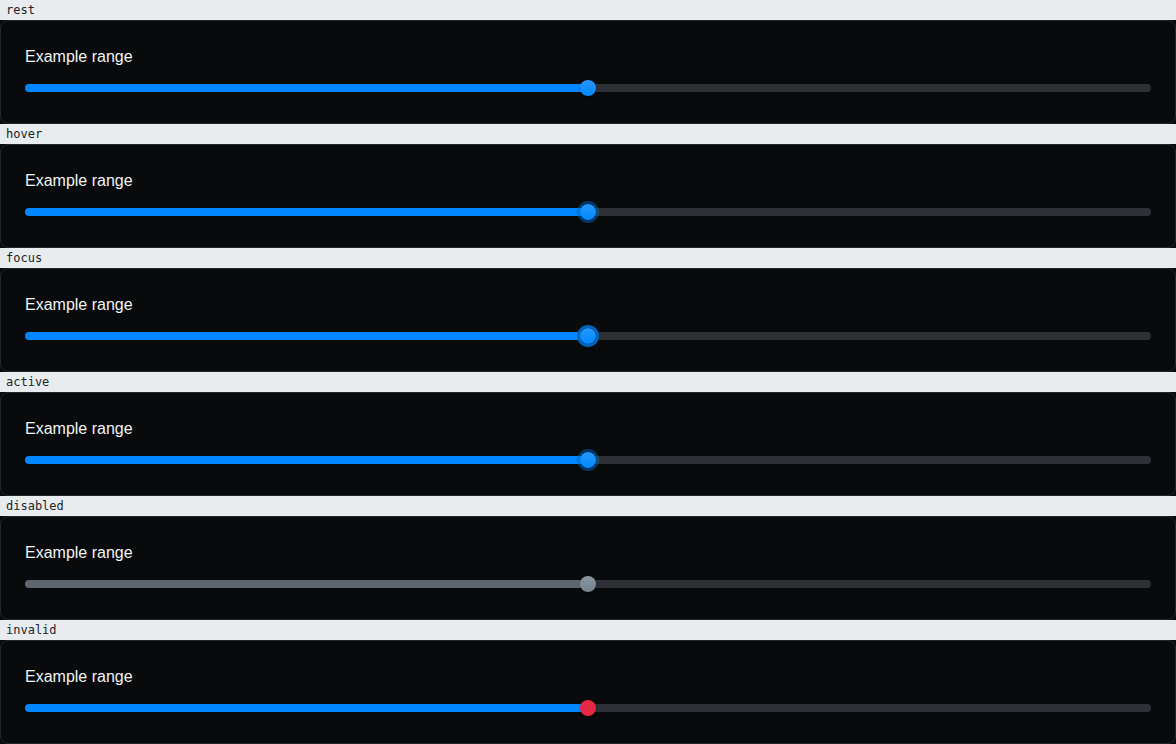 rest
Example range
hover
Example range
focus
Example range
active
Example range
disabled
Example range
invalid
Example range